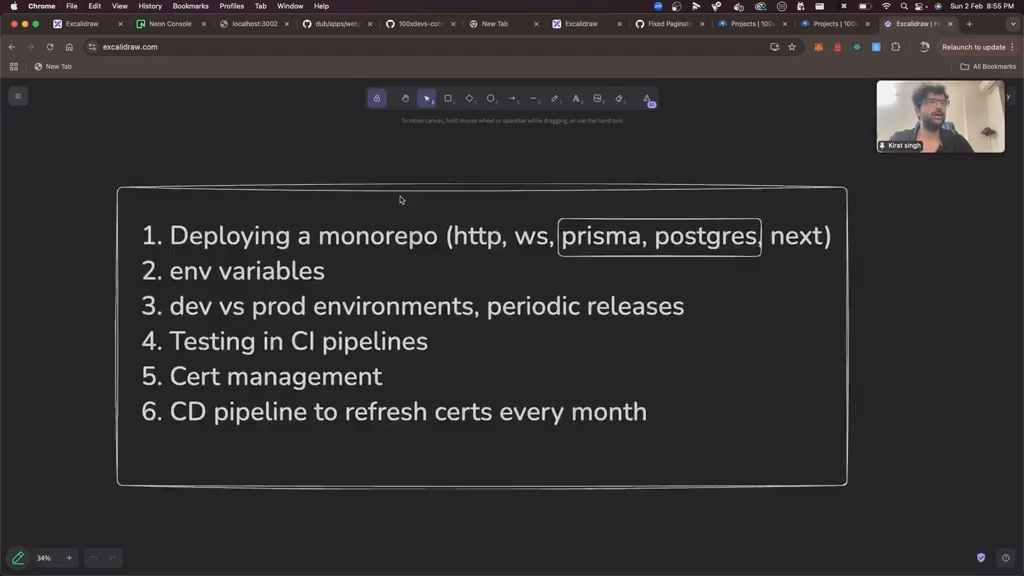 Chrome File Edit View History Bookmarks Profiles Tab Window Help
Sun 2 Feb 8:55 PM
Excalidraw
Neon Console
localhost:3002
dub/apps/web
100xdevs-coh
New Tab
Excalidraw
Fixed Paginati
Projects | 100
Projects | 100x
Excalidraw | H
excalidraw.com
Relaunch to update
New Tab
All Bookmarks
To move canvas, hold mouse wheel or spacebar while dragging, or use the hand tool
Kirat singh
1. Deploying a monorepo (http, ws, prisma, postgres, next)
2. env variables
3. dev vs prod environments, periodic releases
4. Testing in CI pipelines
5. Cert management
6. CD pipeline to refresh certs every month
34%